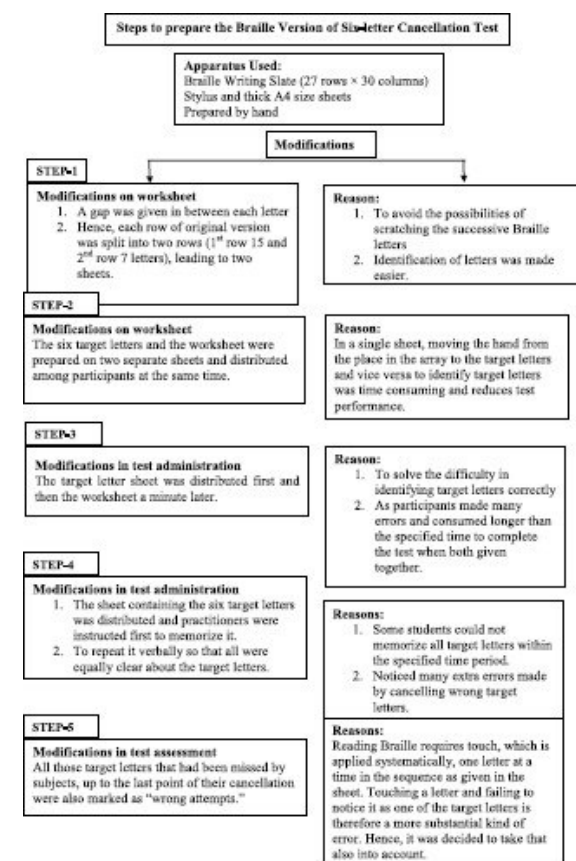 Steps to prepare the Braille Version of Six-letter Cancellation Test
Apparatus Used:
Braille Writing Slate (27 rows × 30 columns)
Stylus and thick A4 size sheets
Prepared by hand
Modifications
STEP-1
Modifications on worksheet
1. A gap was given in between each letter
2. Hence, each row of original version
was split into two rows (1st row 15 and
2nd row 7 letters), leading to two
sheets.
Reason:
1. To avoid the possibilities of
scratching the successive Braille
letters
2. Identification of letters was made
easier.
STEP-2
Modifications on worksheet
The six target letters and the worksheet were
prepared on two separate sheets and distributed
among participants at the same time.
Reason:
In a single sheet, moving the hand from
the place in the array to the target letters
and vice versa to identify target letters
was time consuming and reduces test
performance.
STEP-3
Modifications in test administration
The target letter sheet was distributed first and
then the worksheet a minute later.
Reason:
1. To solve the difficulty in
identifying target letters correctly
2. As participants made many
errors and consumed longer than
the specified time to complete
the test when both given
together.
STEP-4
Modifications in test administration
1. The sheet containing the six target letters
was distributed and practitioners were
instructed first to memorize it.
2. To repeat it verbally so that all were
equally clear about the target letters.
Reasons:
1. Some students could not
memorize all target letters within
the specified time period.
2. Noticed many extra errors made
by cancelling wrong target
letters.
STEP-5
Modifications in test assessment
All those target letters that had been missed by
subjects, up to the last point of their cancellation
were also marked as "wrong attempts."
Reasons:
Reading Braille requires touch, which is
applied systematically, one letter at a
time in the sequence as given in the
sheet. Touching a letter and failing to
notice it as one of the target letters is
therefore a more substantial kind of
error. Hence, it was decided to take that
also into account.